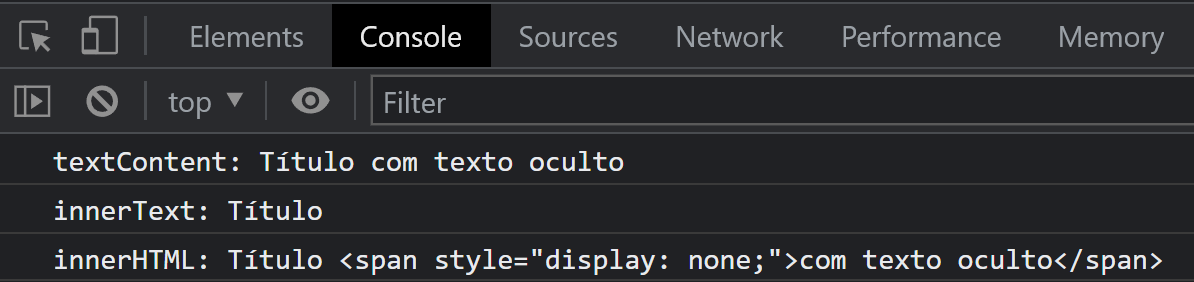 Elements Console Sources Network Performance Memory
top Filter
textContent: Título com texto oculto
innerText: Título
innerHTML: Título <span style="display: none;">com texto oculto</span>